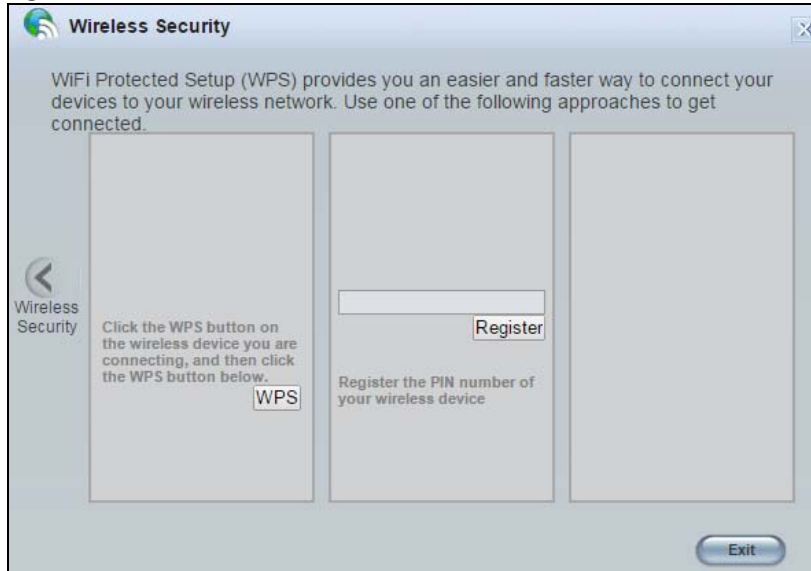 Wireless Security
WiFi Protected Setup (WPS) provides you an easier and faster way to connect your
devices to your wireless network. Use one of the following approaches to get
connected.
Wireless
Security
Click the WPS button on
the wireless device you are
connecting, and then click
the WPS button below.
WPS
Register
Register the PIN number of
your wireless device
Exit